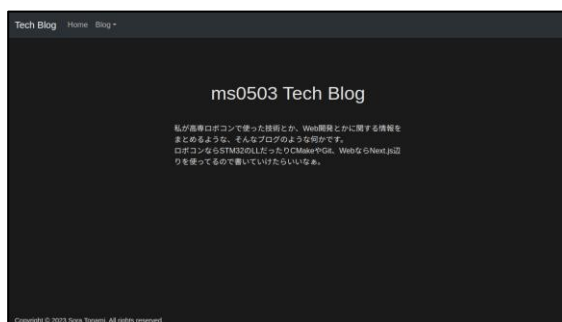 Tech Blog Home Blog
ms0503 Tech Blog
私が高専ロボコンで使った技術とか、Web開発とかに関する情報を
まとめるような、そんなブログのような何かです。
ロボコンならSTM32のLLだったりCMakeやGit、WebならNext.js辺
りを使ってるので書いていけたらいいなぁ。
Copyright © 2023 Sora Tonami. All rights reserved.